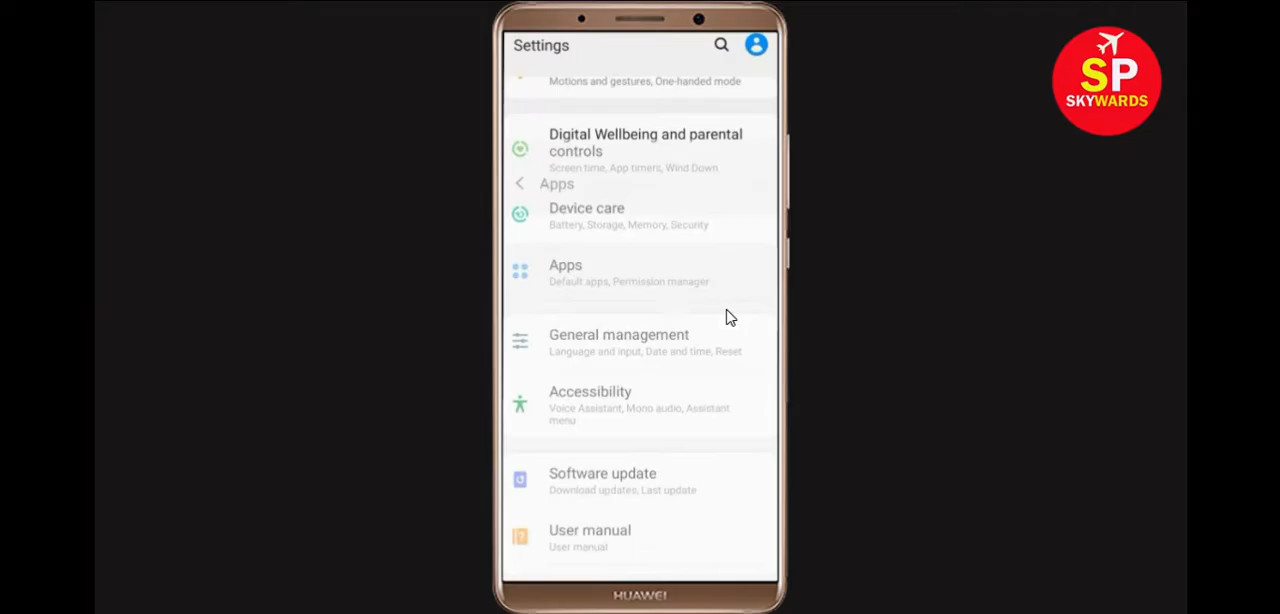 Settings
Motions and gestures, One-handed mode
Digital Wellbeing and parental
controls
Screen time, App timers, Wind Down
Apps
Device care
Battery, Storage, Memory, Security
Apps
Default apps, Permission manager
General management
Language and input, Date and time, Reset
Accessibility
Voice Assistant, Mono audio, Assistant
menu
Software update
Download updates, Last update
User manual
User manual
HUAWEI
SP
SKYWARDS